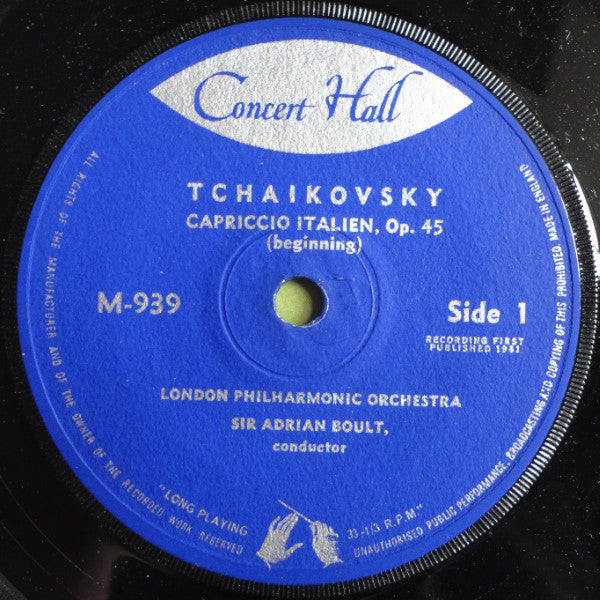 Concert Hall
TCHAIKOVSKY
CAPRICCIO ITALIEN, Op. 45
(beginning)
M-939
Side 1
RECORDING FIRST
PUBLISHED 1961
LONDON PHILHARMONIC ORCHESTRA
SIR ADRIAN BOULT,
conductor
"LONG PLAYING
33-1/3 R.P.M"
ALL RIGHTS OF THE MANUFACTURER AND OF THE OWNER OF THE RECORDED WORK RESERVED
UNAUTHORISED PUBLIC PERFORMANCE, BROADCASTING AND COPYING OF THIS PROHIBITED MADE IN ENGLAND